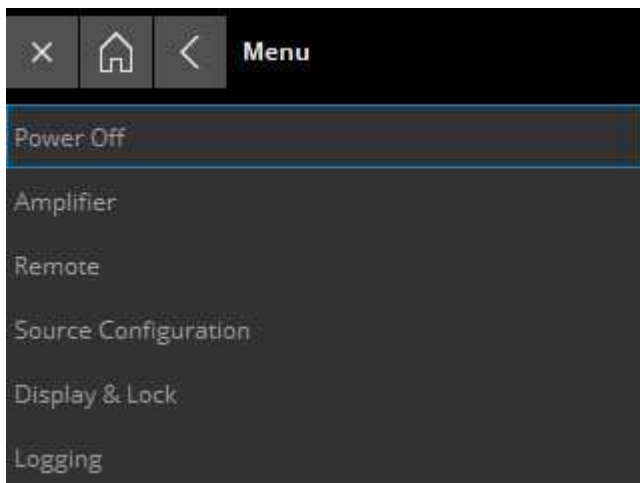 Menu
Power Off
Amplifier
Remote
Source Configuration
Display & Lock
Logging